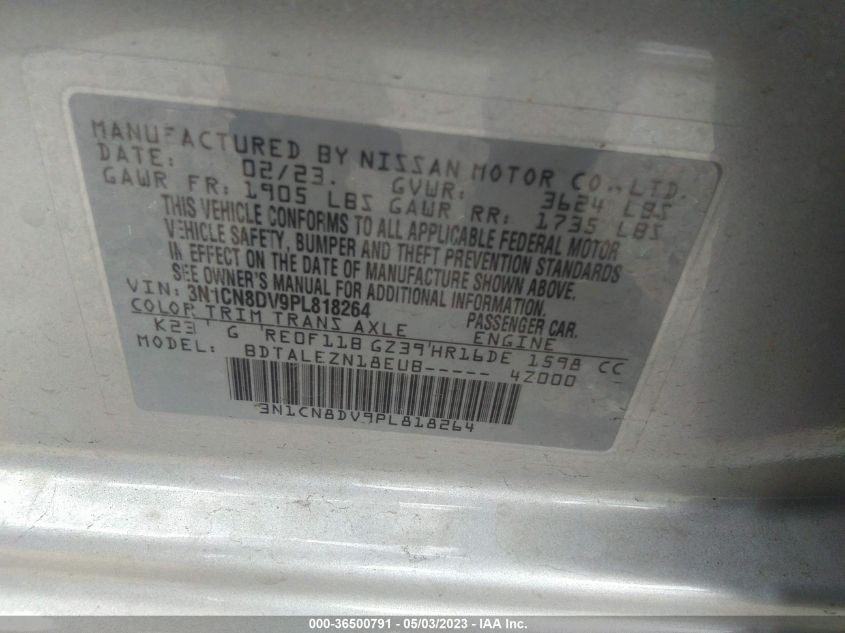 MANUFACTURED BY NISSAN MOTOR CO., LTD.
DATE: 02/23. GVWR: 3624 LBS
GAWR FR: 1905 LBS GAWR RR: 1735 LBS
THIS VEHICLE CONFORMS TO ALL APPLICABLE FEDERAL MOTOR
VEHICLE SAFETY, BUMPER AND THEFT PREVENTION STANDARDS
IN EFFECT ON THE DATE OF MANUFACTURE SHOWN ABOVE.
SEE OWNER'S MANUAL FOR ADDITIONAL INFORMATION.
VIN: 3N1CN8DV9PL818264 PASSENGER CAR.
COLOR TRIM TRANS AXLE ENGINE
K23 ' G 'RE0F11B GZ39'HR16DE 1598 CC
MODEL: BDTALEZN18EUB----- 4Z000 -
3N1CN8DV9PL818264
000-36500791 - 05/03/2023 - IAA Inc.